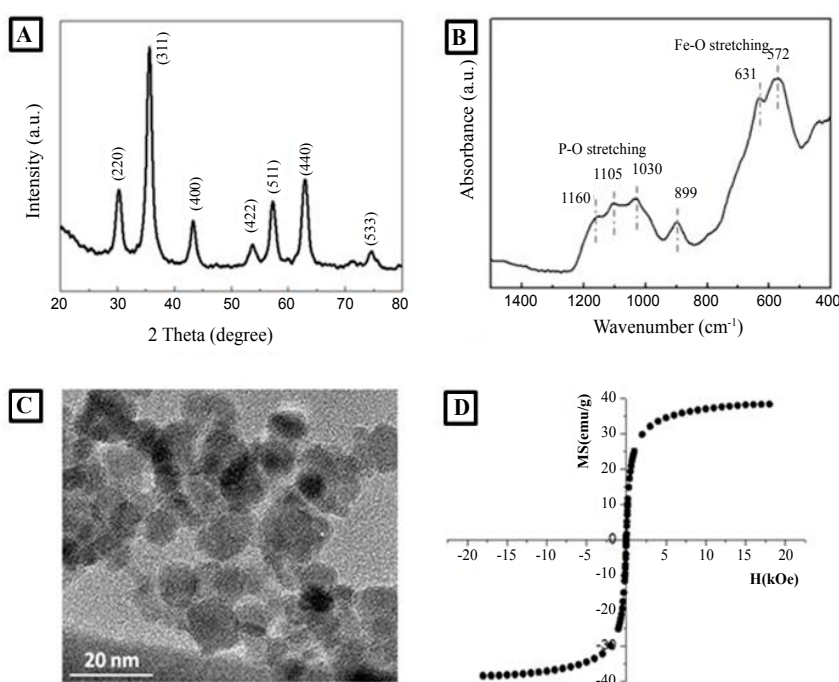 A
Intensity (a.u.)
(220)
(311)
(400)
(422)
(511)
(440)
(533)
20 30 40 50 60 70 80
2 Theta (degree)
B
Absorbance (a.u.)
Fe-O stretching
631 572
P-O stretching
1160 1105 1030 899
1400 1200 1000 800 600 400
Wavenumber (cm⁻¹)
C
20 nm
D
MS(emu/g)
40
30
20
10
0
-10
-20
-30
-40
-20 -15 -10 -5 5 10 15 20
H(kOe)